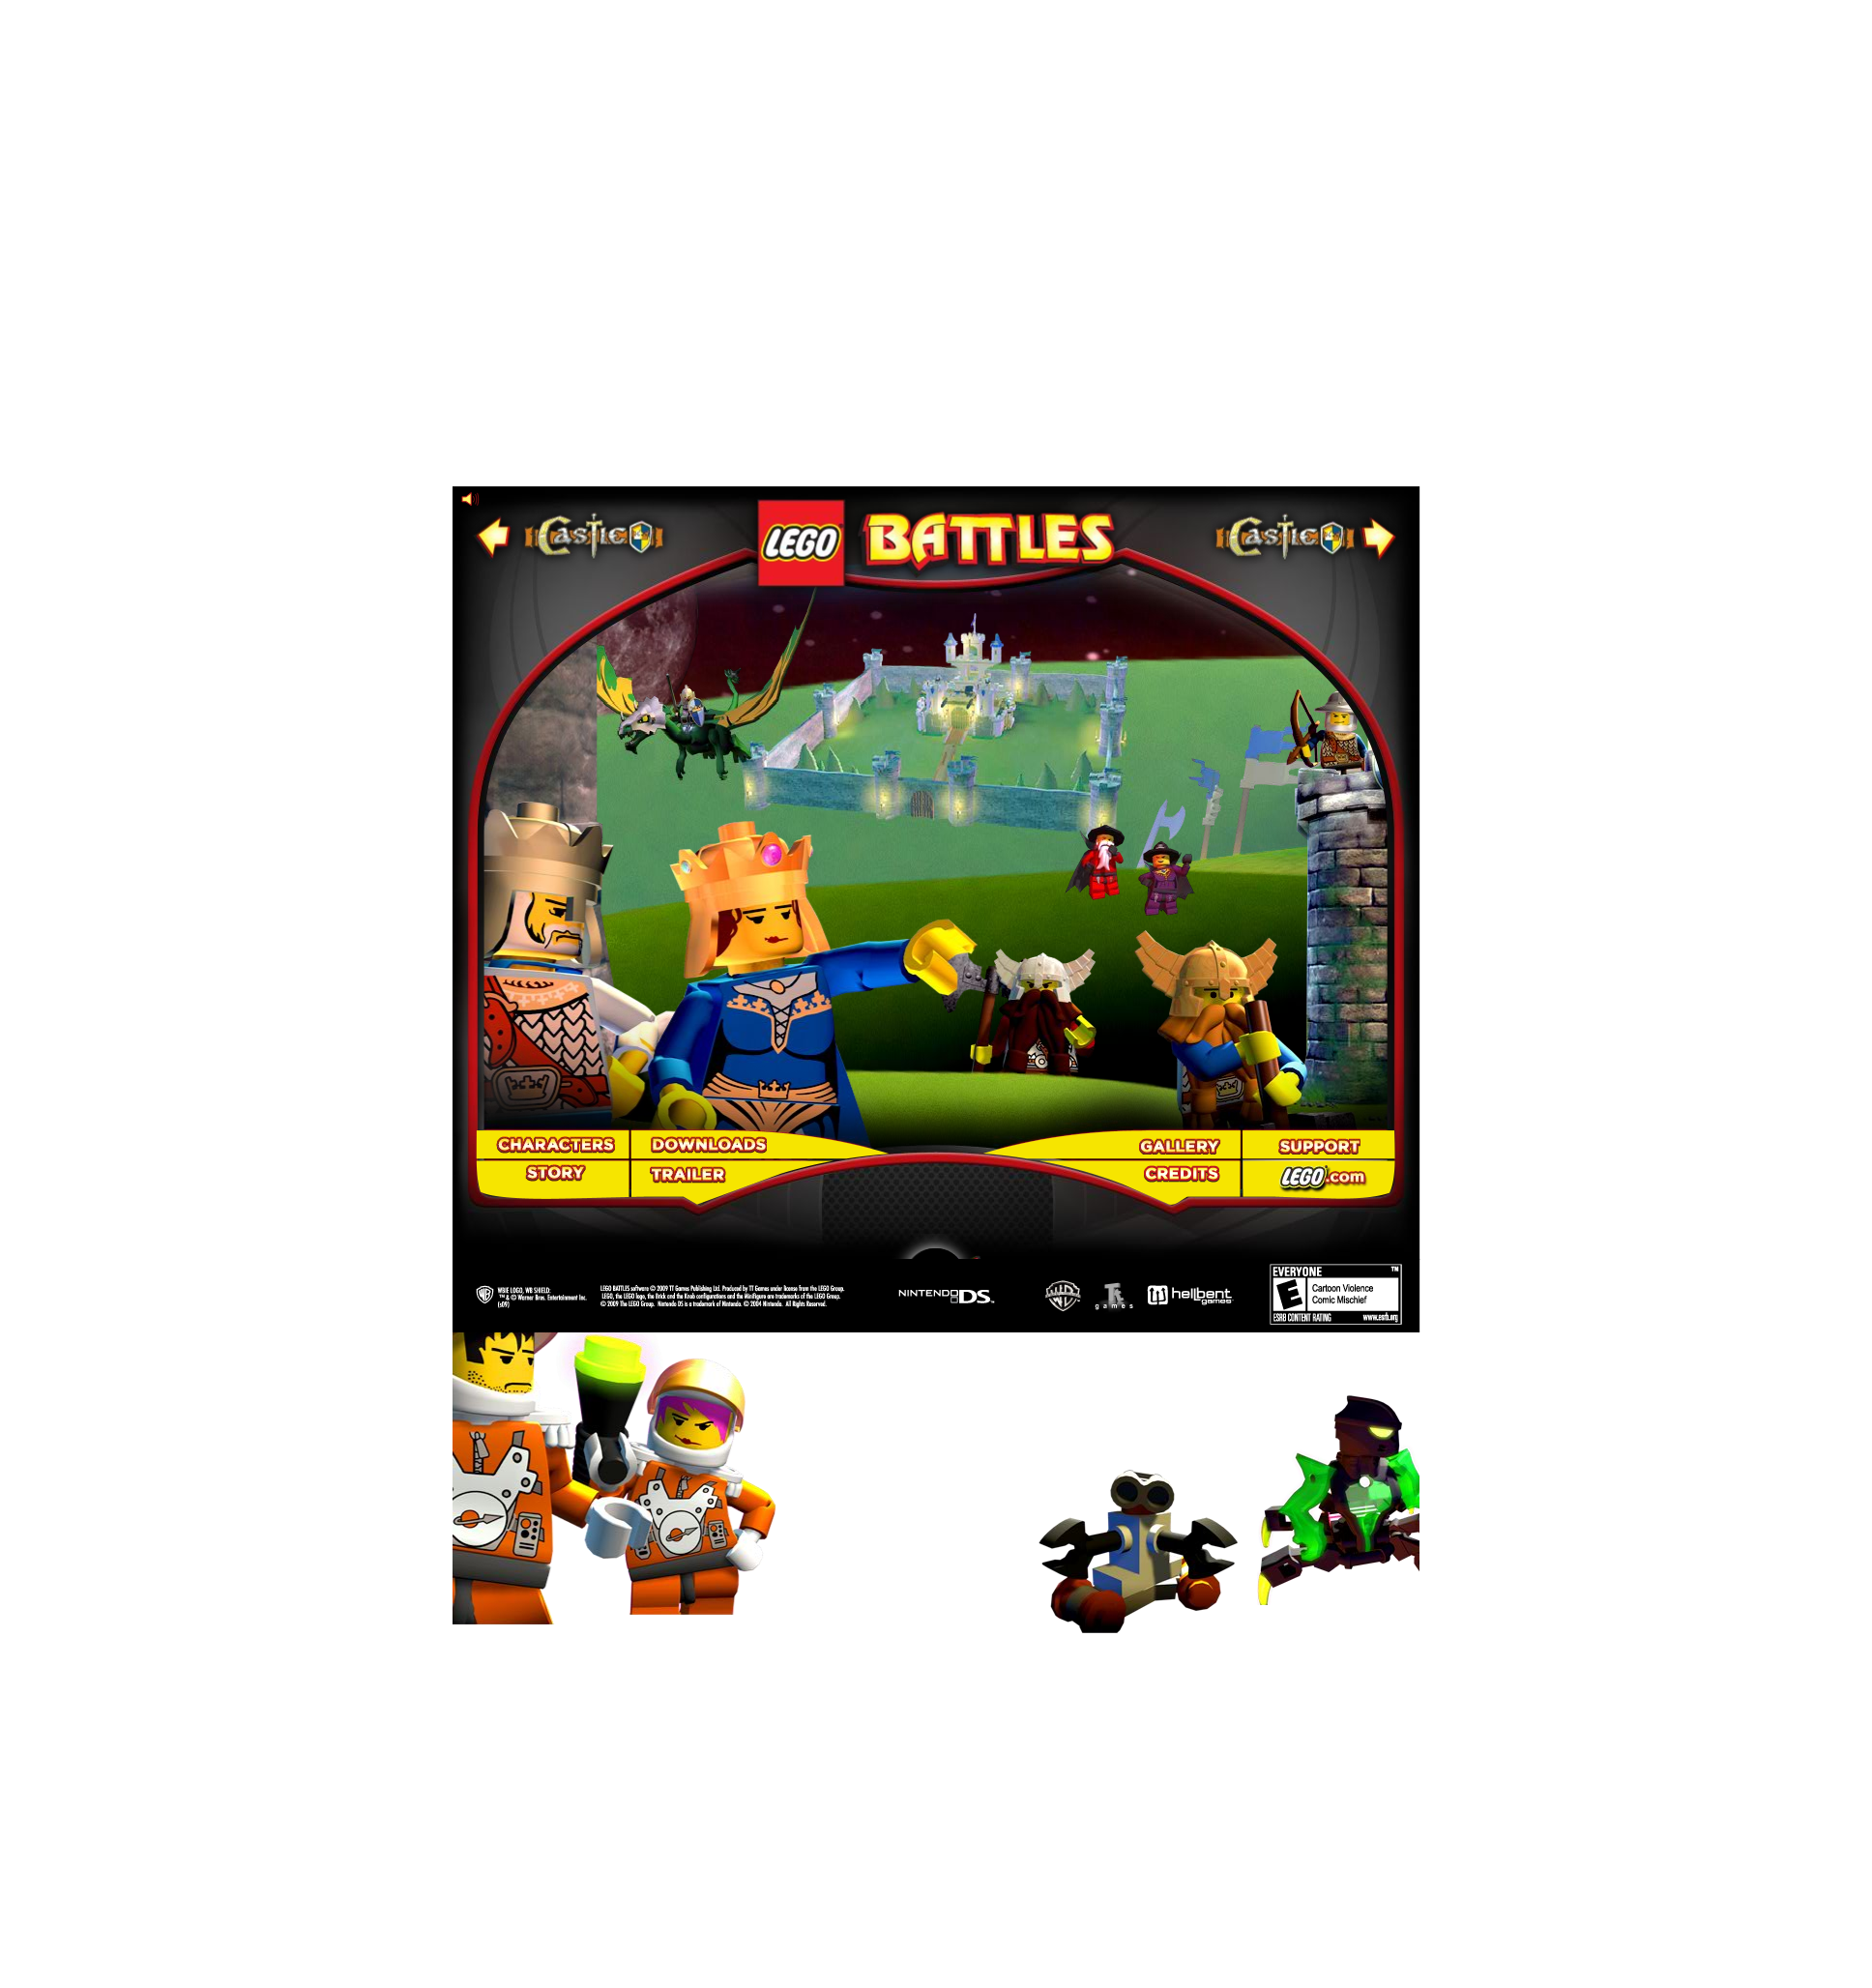 Castle
LEGO
BATTLES
Castle
CHARACTERS
DOWNLOADS
GALLERY
SUPPORT
STORY
TRAILER
CREDITS
LEGO.com
WBIE LOGO, WB SHIELD:
™ & © Warner Bros. Entertainment Inc.
(s09)
LEGO BATTLES software © 2009 TT Games Publishing Ltd. Produced by TT Games under license from the LEGO Group.
LEGO, the LEGO logo, the Brick and the Knob configurations and the Minifigure are trademarks of the LEGO Group.
© 2009 The LEGO Group. Nintendo DS is a trademark of Nintendo. © 2004 Nintendo. All Rights Reserved.
NINTENDO DS™
games
hellbent
games
EVERYONE
™
E
Cartoon Violence
Comic Mischief
ESRB CONTENT RATING
www.esrb.org